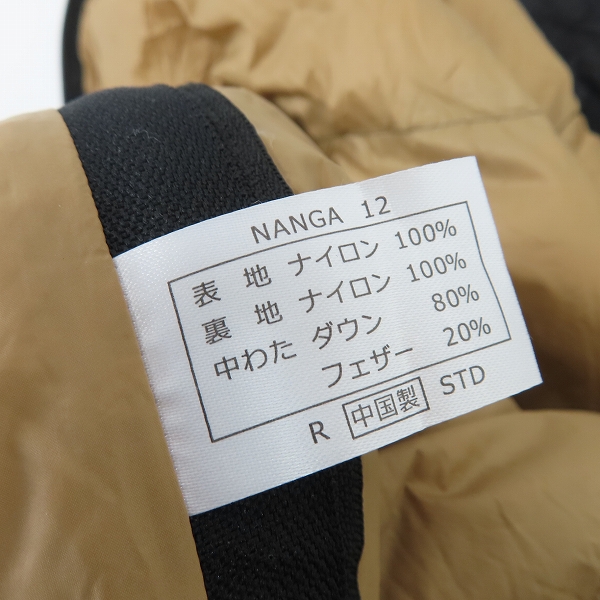 NANGA 12
表 地 ナイロン 100%
裏 地 ナイロン 100%
中わた ダウン 80%
フェザー 20%
R 中国製 STD